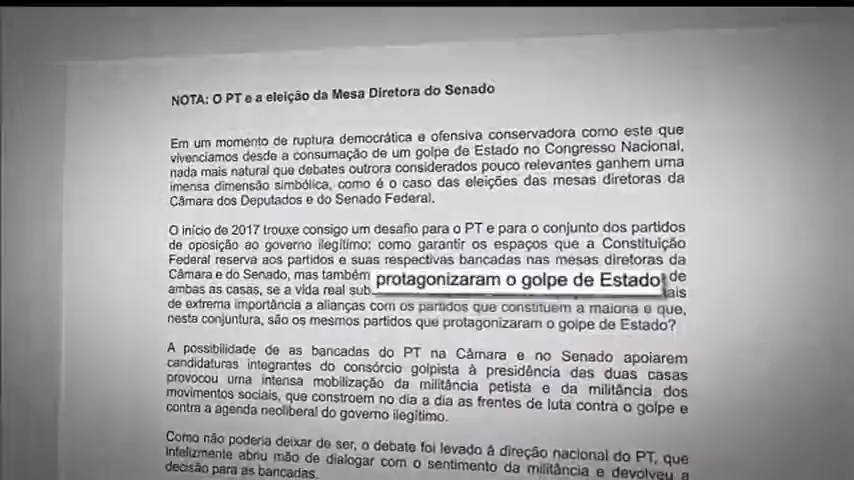 NOTA: O PT e a eleição da Mesa Diretora do Senado
Em um momento de ruptura democrática e ofensiva conservadora como este que
vivenciamos desde a consumação de um golpe de Estado no Congresso Nacional,
nada mais natural que debates outrora considerados pouco relevantes ganhem uma
imensa dimensão simbólica, como é o caso das eleições das mesas diretoras da
Câmara dos Deputados e do Senado Federal.
O início de 2017 trouxe consigo um desafio para o PT e para o conjunto dos partidos
de oposição ao governo ilegítimo: como garantir os espaços que a Constituição
Federal reserva aos partidos e suas respectivas bancadas nas mesas diretoras da
Câmara e do Senado, mas também protagonizaram o golpe de Estado de
ambas as casas, se a vida real
de extrema importância a alianças com os partidos que constituem a maioria e que,
nesta conjuntura, são os mesmos partidos que protagonizaram o golpe de Estado?
A possibilidade de as bancadas do PT na Câmara e no Senado apoiarem
candidaturas integrantes do consórcio golpista à presidência das duas casas
provocou uma intensa mobilização da militância petista e da militância dos
movimentos sociais, que constroem no dia a dia as frentes de luta contra o golpe e
contra a agenda neoliberal do governo ilegítimo.
Como não poderia deixar de ser, o debate foi levado à direção nacional do PT, que
infelizmente abriu mão de dialogar com o sentimento da militância e devolveu a
decisão para as bancadas.